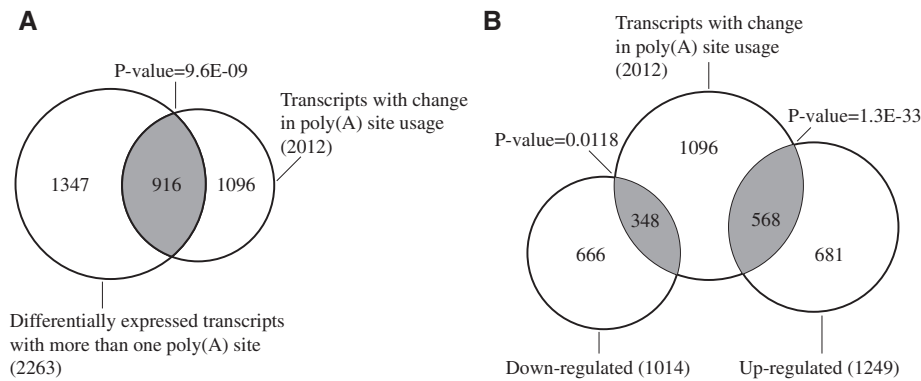 A
P-value=9.6E-09
Transcripts with change
in poly(A) site usage
(2012)
1347
916
1096
Differentially expressed transcripts
with more than one poly(A) site
(2263)
B
Transcripts with change
in poly(A) site usage
(2012)
P-value=0.0118
P-value=1.3E-33
1096
348
568
666
681
Down-regulated (1014)
Up-regulated (1249)